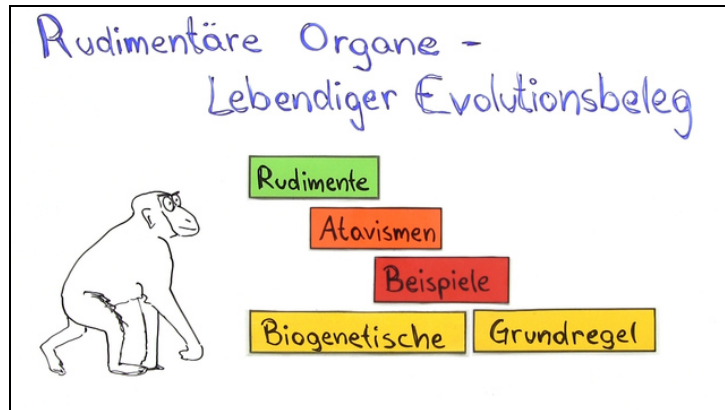 Rudimentäre Organe -
Lebendiger Evolutionsbeleg
Rudimente
Atavismen
Beispiele
Biogenetische Grundregel